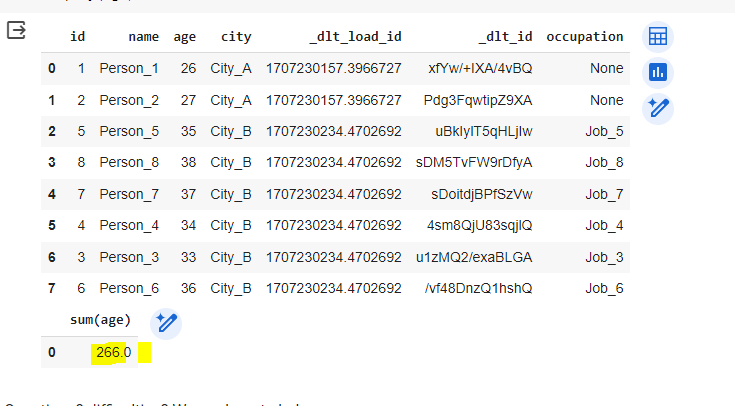 id name age city _dlt_load_id _dlt_id occupation
0 1 Person_1 26 City_A 1707230157.3966727 xfYw/+IXA/4vBQ None
1 2 Person_2 27 City_A 1707230157.3966727 Pdg3FqwtipZ9XA None
2 5 Person_5 35 City_B 1707230234.4702692 uBklyIT5qHLjlw Job_5
3 8 Person_8 38 City_B 1707230234.4702692 sDM5TvFW9rDfyA Job_8
4 7 Person_7 37 City_B 1707230234.4702692 sDoitdjBPfSzVw Job_7
5 4 Person_4 34 City_B 1707230234.4702692 4sm8QjU83sqjlQ Job_4
6 3 Person_3 33 City_B 1707230234.4702692 u1zMQ2/exaBLGA Job_3
7 6 Person_6 36 City_B 1707230234.4702692 /vf48DnzQ1hshQ Job_6
sum(age)
0 266.0